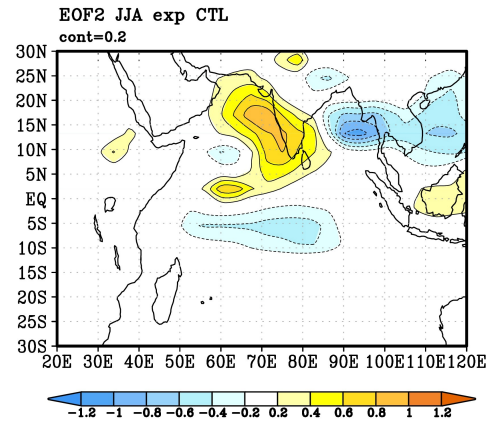 EOF2 JJA exp CTL
cont=0.2
30N
25N
20N
15N
10N
5N
EQ
5S
10S
15S
20S
25S
30S
20E 30E 40E 50E 60E 70E 80E 90E 100E 110E 120E
-1.2 -1 -0.8 -0.6 -0.4 -0.2 0.2 0.4 0.6 0.8 1 1.2